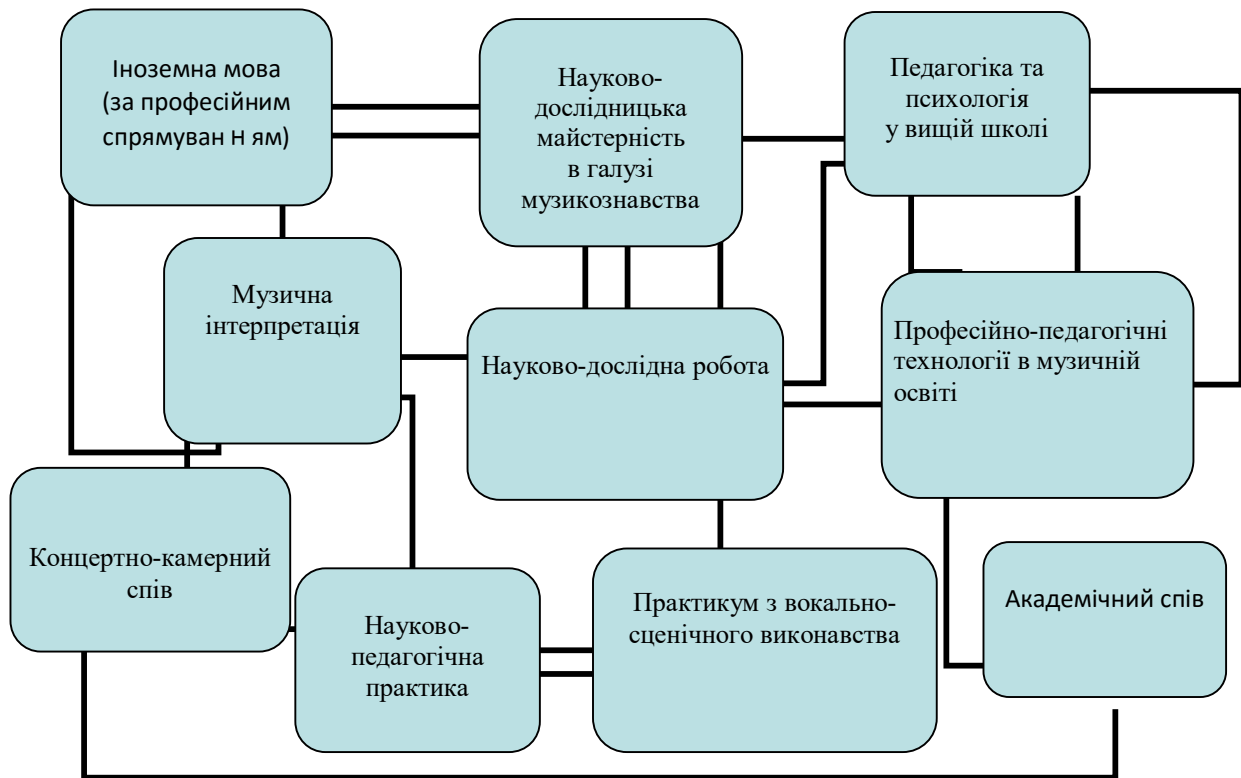 Іноземна мова
(за професійним
спрямуван н ям)
Науково-
дослідницька
майстерність
в галузі
музикознавства
Педагогіка та
психологія
у вищій школі
Музична
інтерпретація
Науково-дослідна робота
Професійно-педагогічні
технології в музичній
освіті
Концертно-камерний
спів
Науково-
педагогічна
практика
Практикум з вокально-
сценічного виконавства
Академічний спів